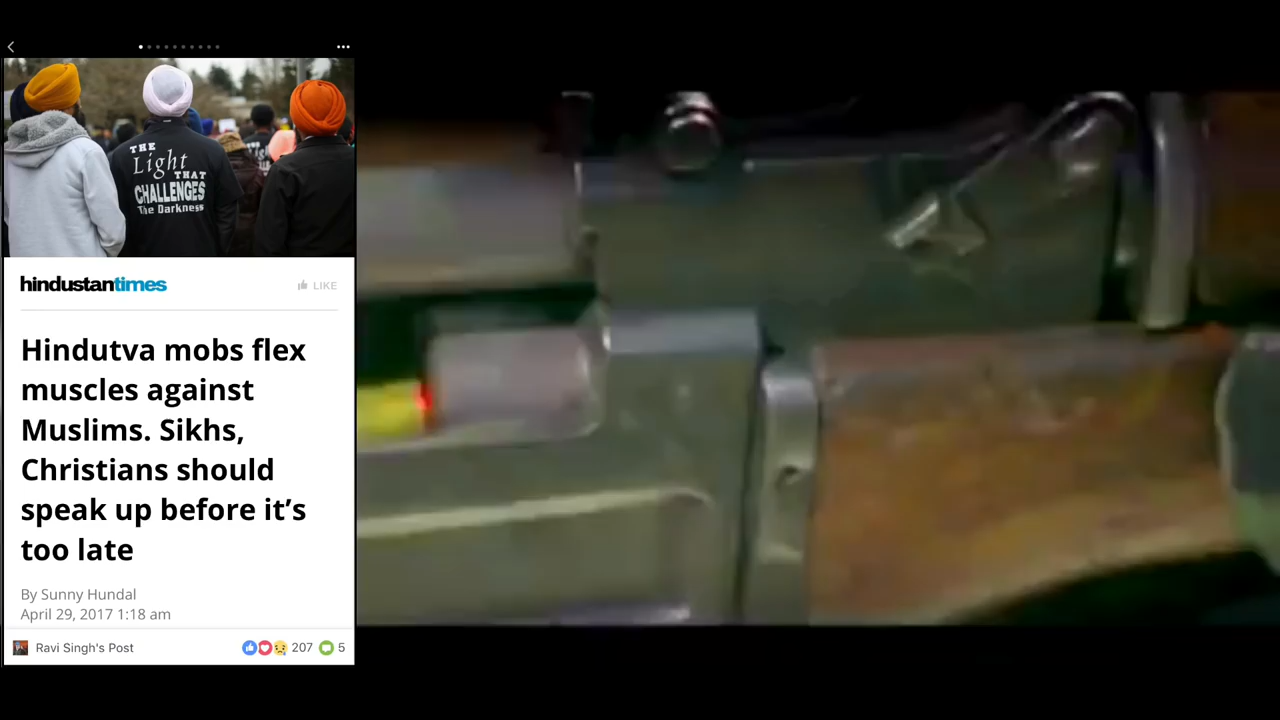 THE
Light
THAT
CHALLENGES
The Darkness
hindustantimes
LIKE
Hindutva mobs flex
muscles against
Muslims. Sikhs,
Christians should
speak up before it’s
too late
By Sunny Hundal
April 29, 2017 1:18 am
Ravi Singh's Post
207
5